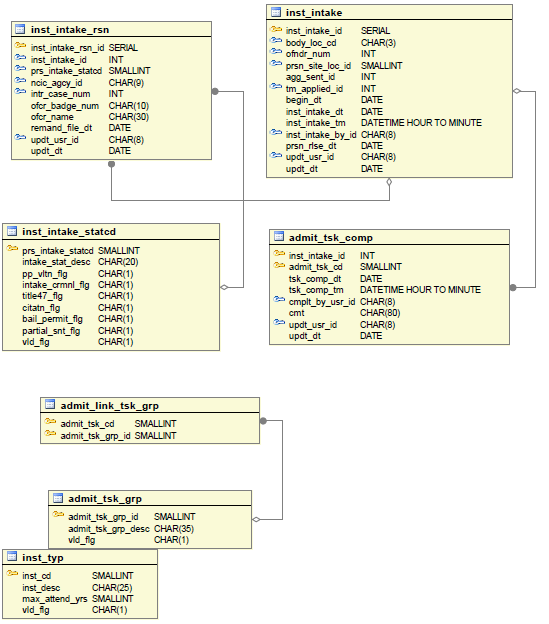 inst_intake_rsn
inst_intake_rsn_id SERIAL
inst_intake_id INT
prs_intake_statcd SMALLINT
ncic_agcy_id CHAR(9)
intr_case_num INT
ofcr_badge_num CHAR(10)
ofcr_name CHAR(30)
remand_file_dt DATE
updt_usr_id CHAR(8)
updt_dt DATE
inst_intake
inst_intake_id SERIAL
body_loc_cd CHAR(3)
ofndr_num INT
prsn_site_loc_id SMALLINT
agg_sent_id INT
tm_applied_id INT
begin_dt DATE
inst_intake_dt DATE
inst_intake_tm DATETIME HOUR TO MINUTE
inst_intake_by_id CHAR(8)
prsn_rlse_dt DATE
updt_usr_id CHAR(8)
updt_dt DATE
inst_intake_statcd
prs_intake_statcd SMALLINT
intake_stat_desc CHAR(20)
pp_vltn_flg CHAR(1)
intake_crmnl_flg CHAR(1)
title47_flg CHAR(1)
citatn_flg CHAR(1)
bail_permit_flg CHAR(1)
partial_snt_flg CHAR(1)
vld_flg CHAR(1)
admit_tsk_comp
inst_intake_id INT
admit_tsk_cd SMALLINT
tsk_comp_dt DATE
tsk_comp_tm DATETIME HOUR TO MINUTE
cmplt_by_usr_id CHAR(8)
cmt CHAR(80)
updt_usr_id CHAR(8)
updt_dt DATE
admit_link_tsk_grp
admit_tsk_cd SMALLINT
admit_tsk_grp_id SMALLINT
admit_tsk_grp
admit_tsk_grp_id SMALLINT
admit_tsk_grp_desc CHAR(35)
vld_flg CHAR(1)
inst_typ
inst_cd SMALLINT
inst_desc CHAR(25)
max_attend_yrs SMALLINT
vld_flg CHAR(1)